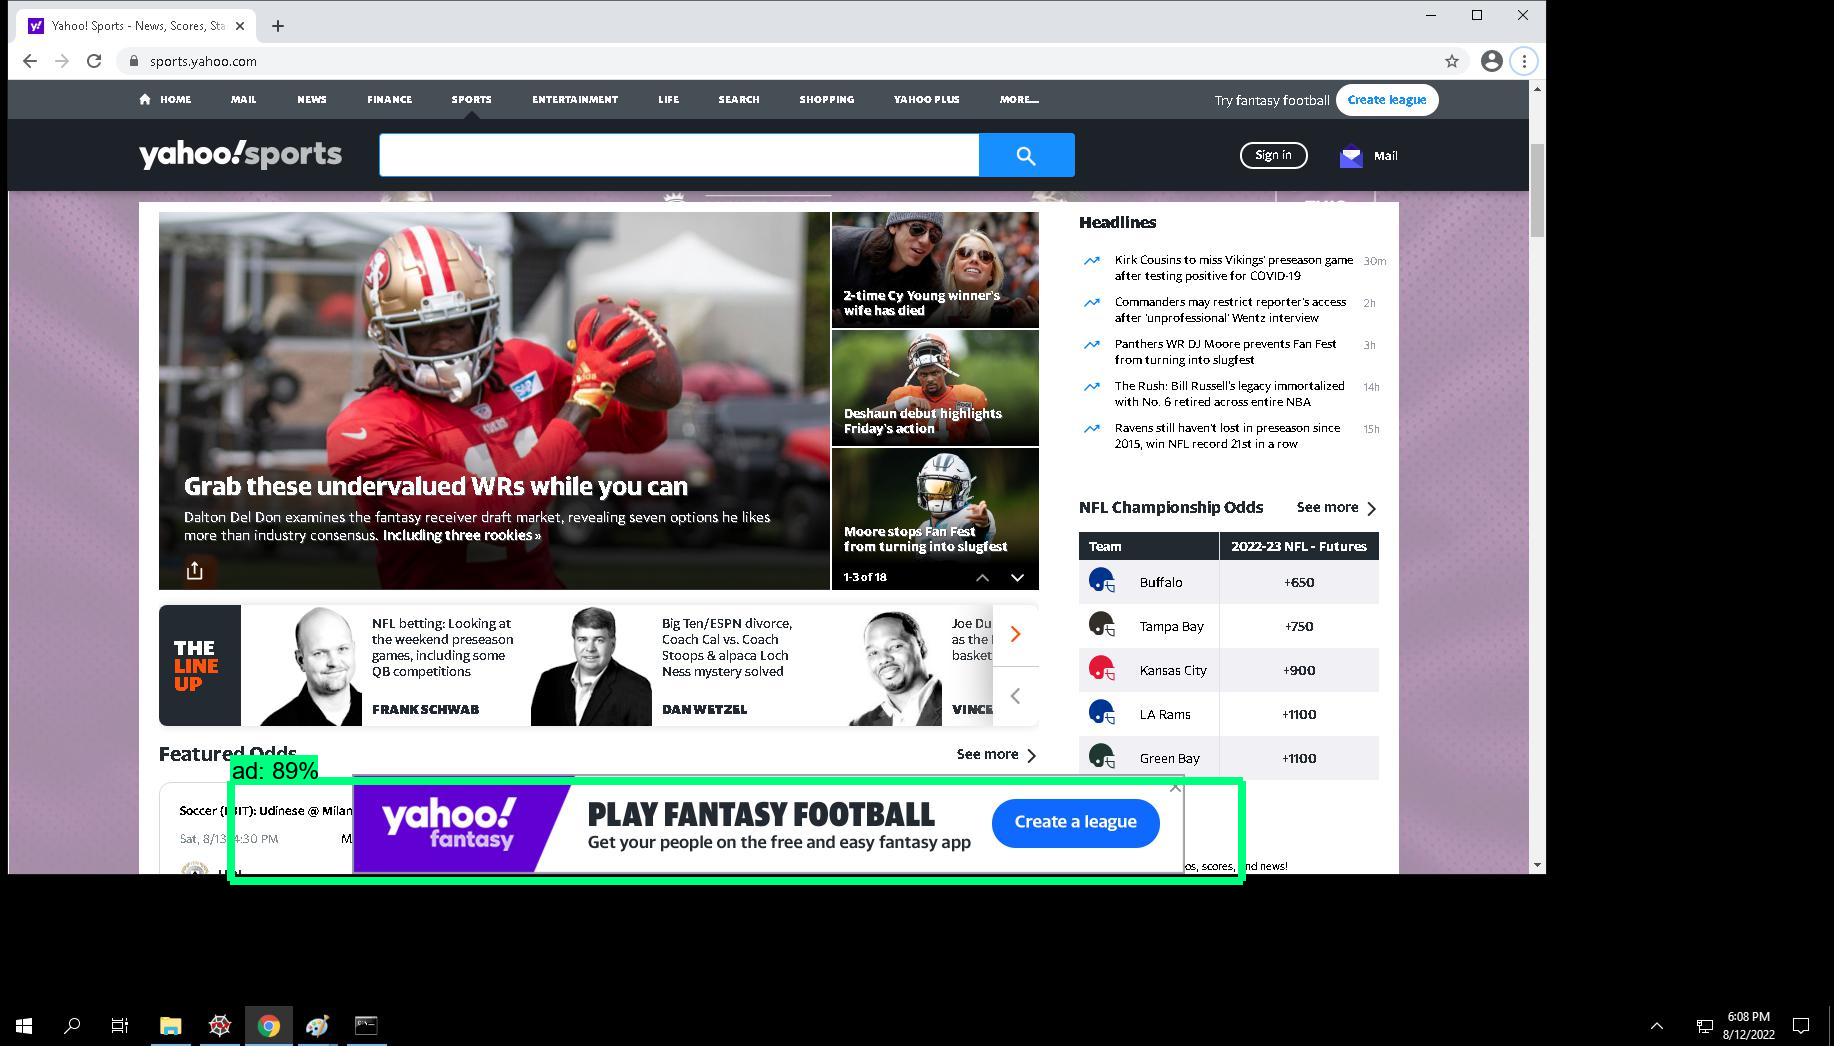 Yahoo! Sports - News, Scores, Sta
sports.yahoo.com
HOME MAIL NEWS FINANCE SPORTS ENTERTAINMENT LIFE SEARCH SHOPPING YAHOO PLUS MORE...
Try fantasy football Create league
yahoo!sports
Sign in Mail
Grab these undervalued WRs while you can
Dalton Del Don examines the fantasy receiver draft market, revealing seven options he likes
more than industry consensus. Including three rookies »
2-time Cy Young winner's
wife has died
Deshaun debut highlights
Friday's action
Moore stops Fan Fest
from turning into slugfest
1-3 of 18
Headlines
Kirk Cousins to miss Vikings' preseason game 30m
after testing positive for COVID-19
Commanders may restrict reporter's access 2h
after 'unprofessional' Wentz interview
Panthers WR DJ Moore prevents Fan Fest 3h
from turning into slugfest
The Rush: Bill Russell's legacy immortalized 14h
with No. 6 retired across entire NBA
Ravens still haven't lost in preseason since 15h
2015, win NFL record 21st in a row
NFL Championship Odds See more
Team 2022-23 NFL - Futures
Buffalo +650
Tampa Bay +750
Kansas City +900
LA Rams +1100
Green Bay +1100
THE
LINE
UP
NFL betting: Looking at
the weekend preseason
games, including some
QB competitions
FRANK SCHWAB
Big Ten/ESPN divorce,
Coach Cal vs. Coach
Stoops & alpaca Loch
Ness mystery solved
DAN WETZEL
Joe Du
as the
basket
VINCE
Featured Odds See more
ad: 89%
Soccer Udinese @ Milan
Sat, 8/13 4:30 PM M
yahoo!
fantasy
PLAY FANTASY FOOTBALL
Get your people on the free and easy fantasy app
Create a league
os, scores, and news!
6:08 PM
8/12/2022